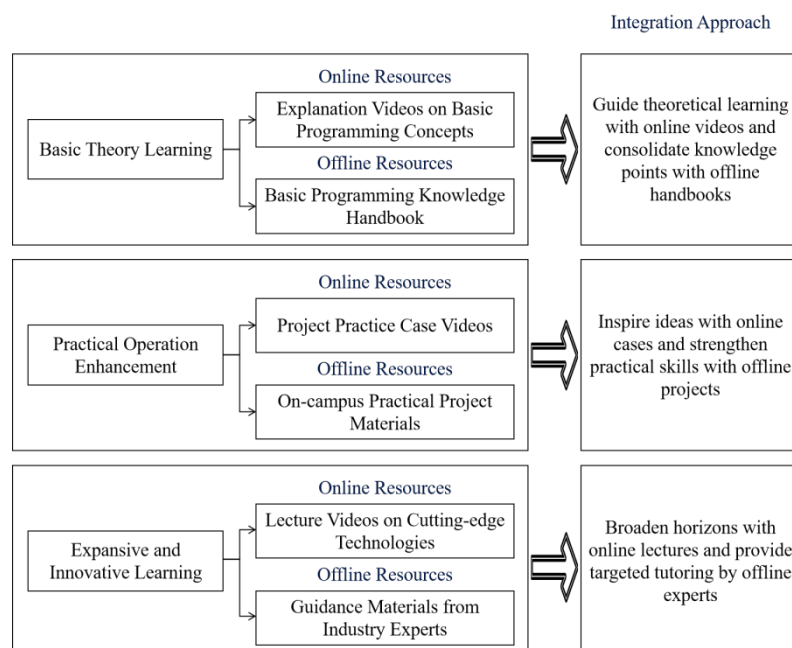 Integration Approach
Online Resources
Explanation Videos on Basic
Programming Concepts
Basic Theory Learning
Offline Resources
Basic Programming Knowledge
Handbook
Guide theoretical learning
with online videos and
consolidate knowledge
points with offline
handbooks
Online Resources
Project Practice Case Videos
Practical Operation
Enhancement
Offline Resources
On-campus Practical Project
Materials
Inspire ideas with online
cases and strengthen
practical skills with offline
projects
Online Resources
Lecture Videos on Cutting-edge
Technologies
Expansive and
Innovative Learning
Offline Resources
Guidance Materials from
Industry Experts
Broaden horizons with
online lectures and provide
targeted tutoring by offline
experts